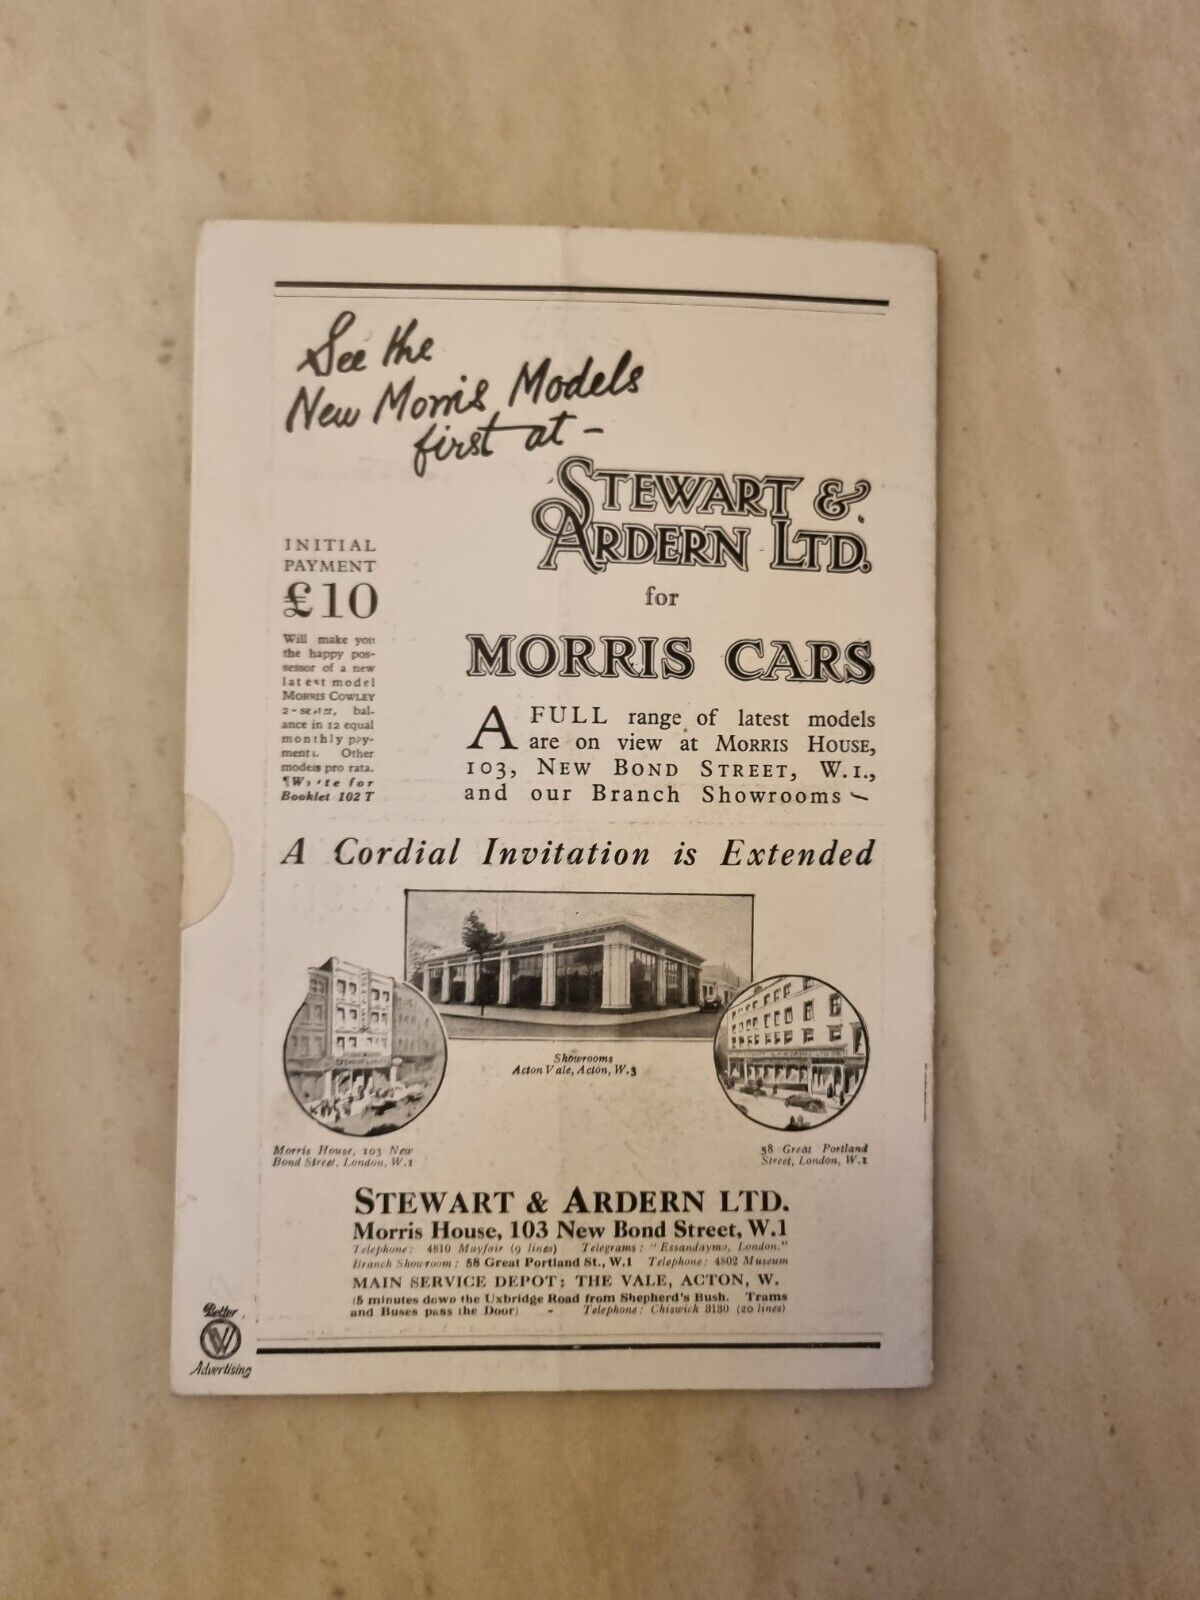 See the
New Morris Models
first at -
STEWART &
ARDERN LTD.
for
MORRIS CARS
INITIAL
PAYMENT
£10
Will make you
the happy pos-
sessor of a new
latest model
MORRIS COWLEY
2-seater, bal-
ance in 12 equal
monthly pay-
ments. Other
models pro rata.
¶Write for
Booklet 102 T
A FULL range of latest models
are on view at MORRIS HOUSE,
103, NEW BOND STREET, W.1.,
and our Branch Showrooms -
A Cordial Invitation is Extended
Showrooms
Acton Vale, Acton, W.3
Morris House, 103 New
Bond Street, London, W.1
58 Great Portland
Street, London, W.1
STEWART & ARDERN LTD.
Morris House, 103 New Bond Street, W.1
Telephone: 4810 Mayfair (9 lines) Telegrams: "Essandaymo, London."
Branch Showroom: 58 Great Portland St., W.1 Telephone: 4802 Museum
MAIN SERVICE DEPOT; THE VALE, ACTON, W.
(5 minutes down the Uxbridge Road from Shepherd's Bush. Trams
and Buses pass the Door) - Telephone: Chiswick 3130 (20 lines)
Better
W
Advertising